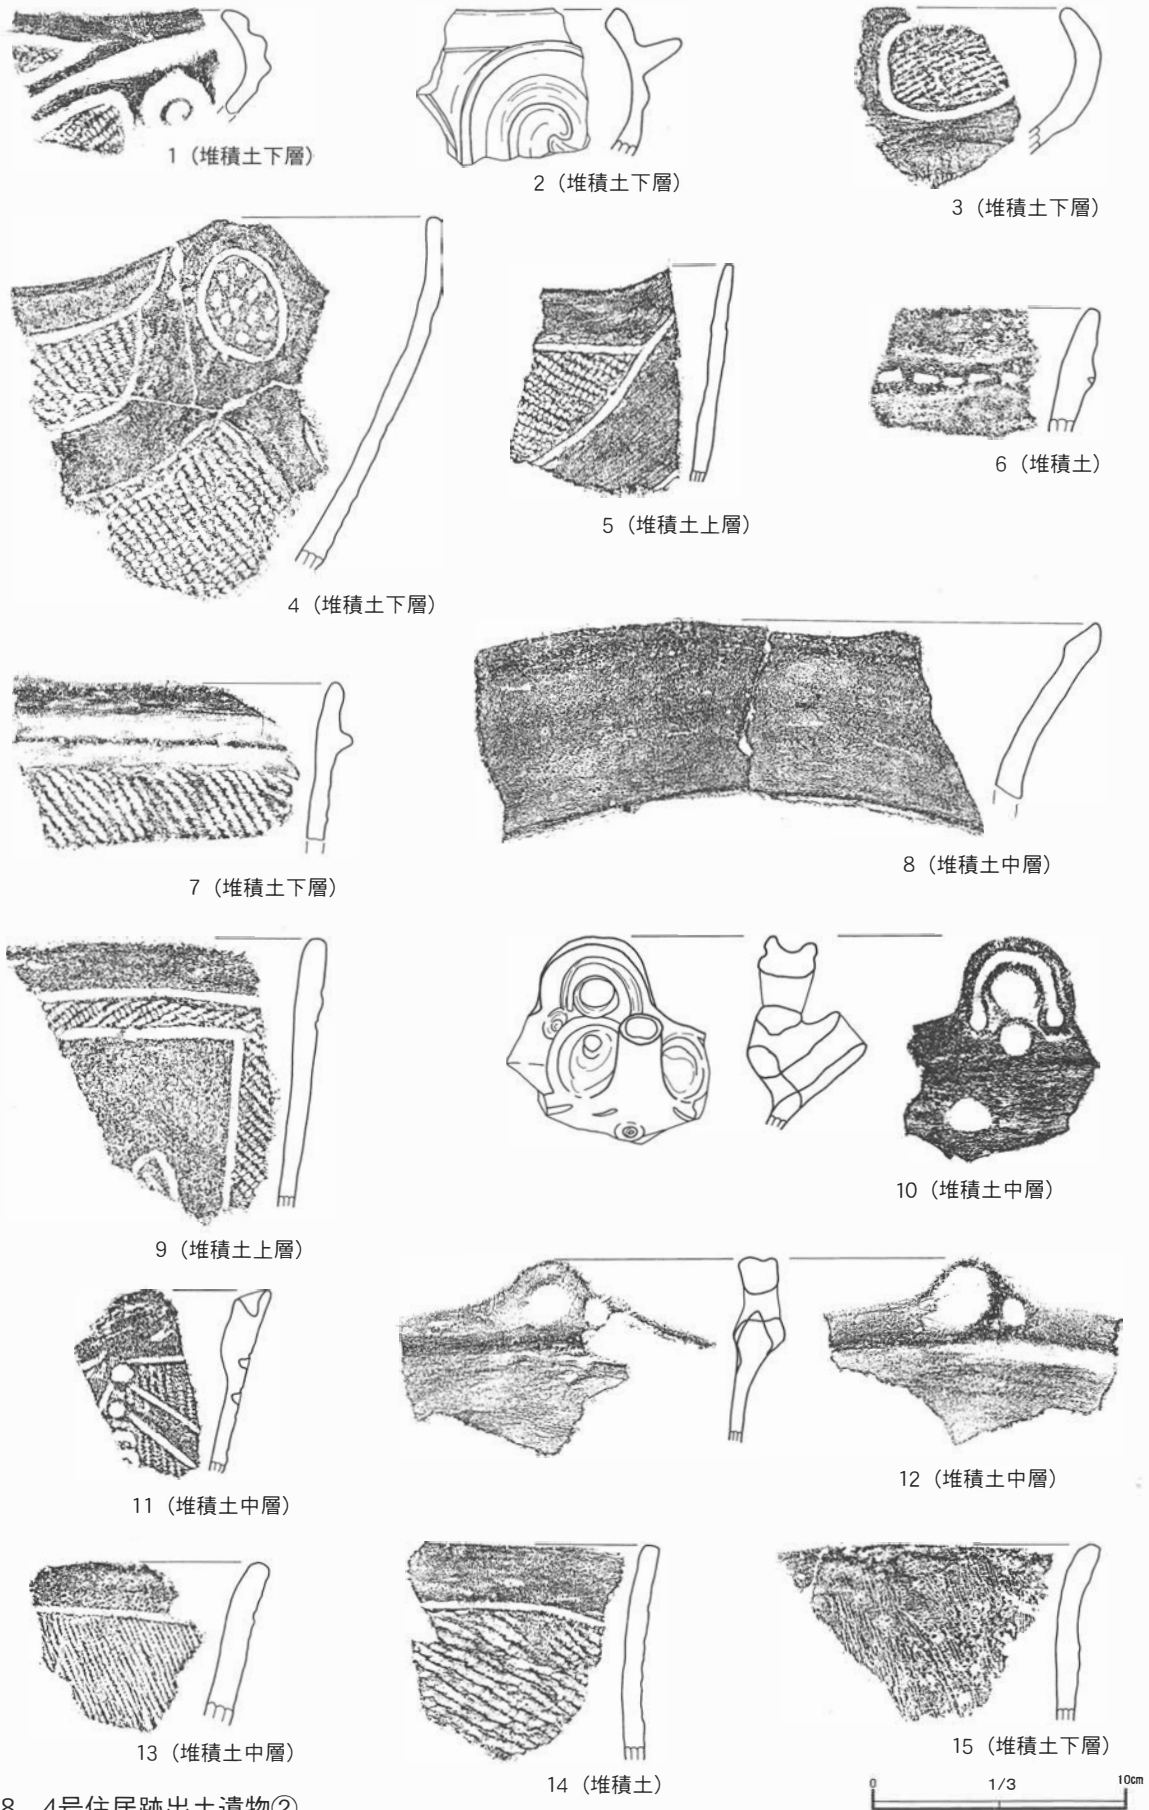 1（堆積土下層）
2（堆積土下層）
3（堆積土下層）
4（堆積土下層）
5（堆積土上層）
6（堆積土）
7（堆積土下層）
8（堆積土中層）
9（堆積土上層）
10（堆積土中層）
11（堆積土中層）
12（堆積土中層）
13（堆積土中層）
14（堆積土）
15（堆積土下層）
0 1/3 10cm
8 4号住居跡出土遺物②